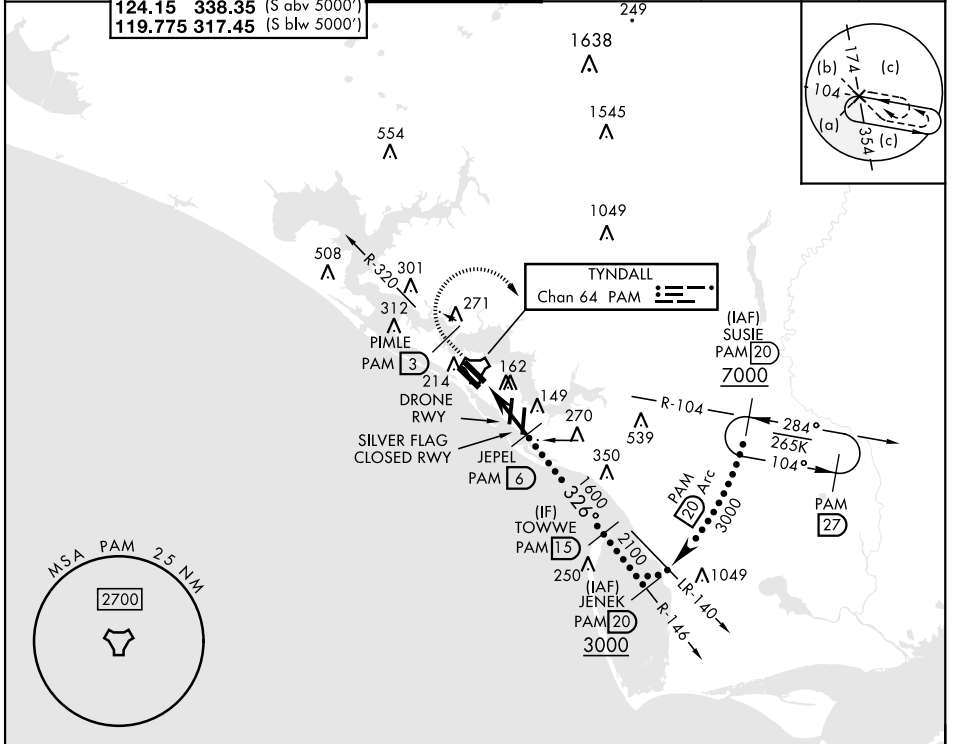 124.15 338.35 (S abv 5000')
119.775 317.45 (S blw 5000')
249
1638
1545
554
1049
174
(b)
(c)
104
(a)
(c)
354
508
R-320
301
312
271
TYNDALL
Chan 64 PAM
PIMLE
PAM 3
214
162
149
DRONE
RWY
SILVER FLAG
CLOSED RWY
JEPEL
PAM 6
270
350
539
R-104
(IAF)
SUSIE
PAM 20
7000
284°
265K
104°
PAM
27
PAM
20 Arc
3000
1600
326°
(IF)
TOWWE
PAM 15
2100
250
(IAF)
JENEK
PAM 20
3000
1049
LR-140
R-146
MSA PAM 25 NM
2700